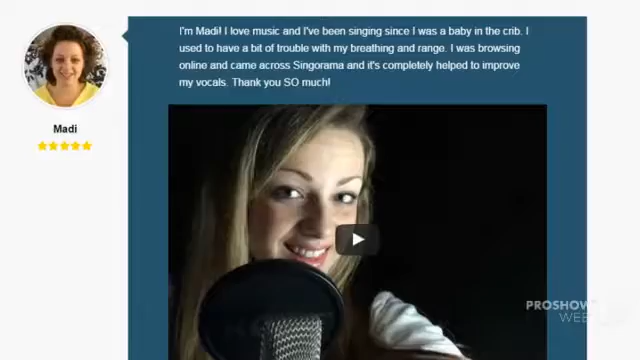 I'm Madi! I love music and I've been singing since I was a baby in the crib. I
used to have a bit of trouble with my breathing and range. I was browsing
online and came across Singorama and it's completely helped to improve
my vocals. Thank you SO much!
Madi
PROSHOW
WEB